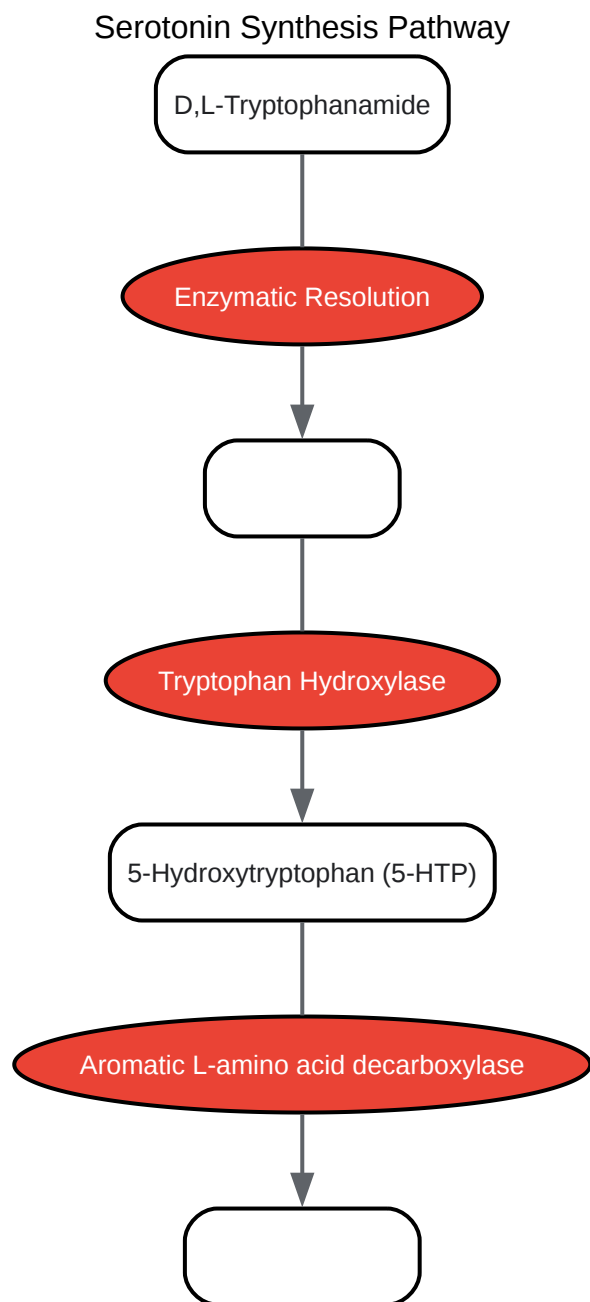 Serotonin Synthesis Pathway
D,L-Tryptophanamide
Enzymatic Resolution
Tryptophan Hydroxylase
5-Hydroxytryptophan (5-HTP)
Aromatic L-amino acid decarboxylase